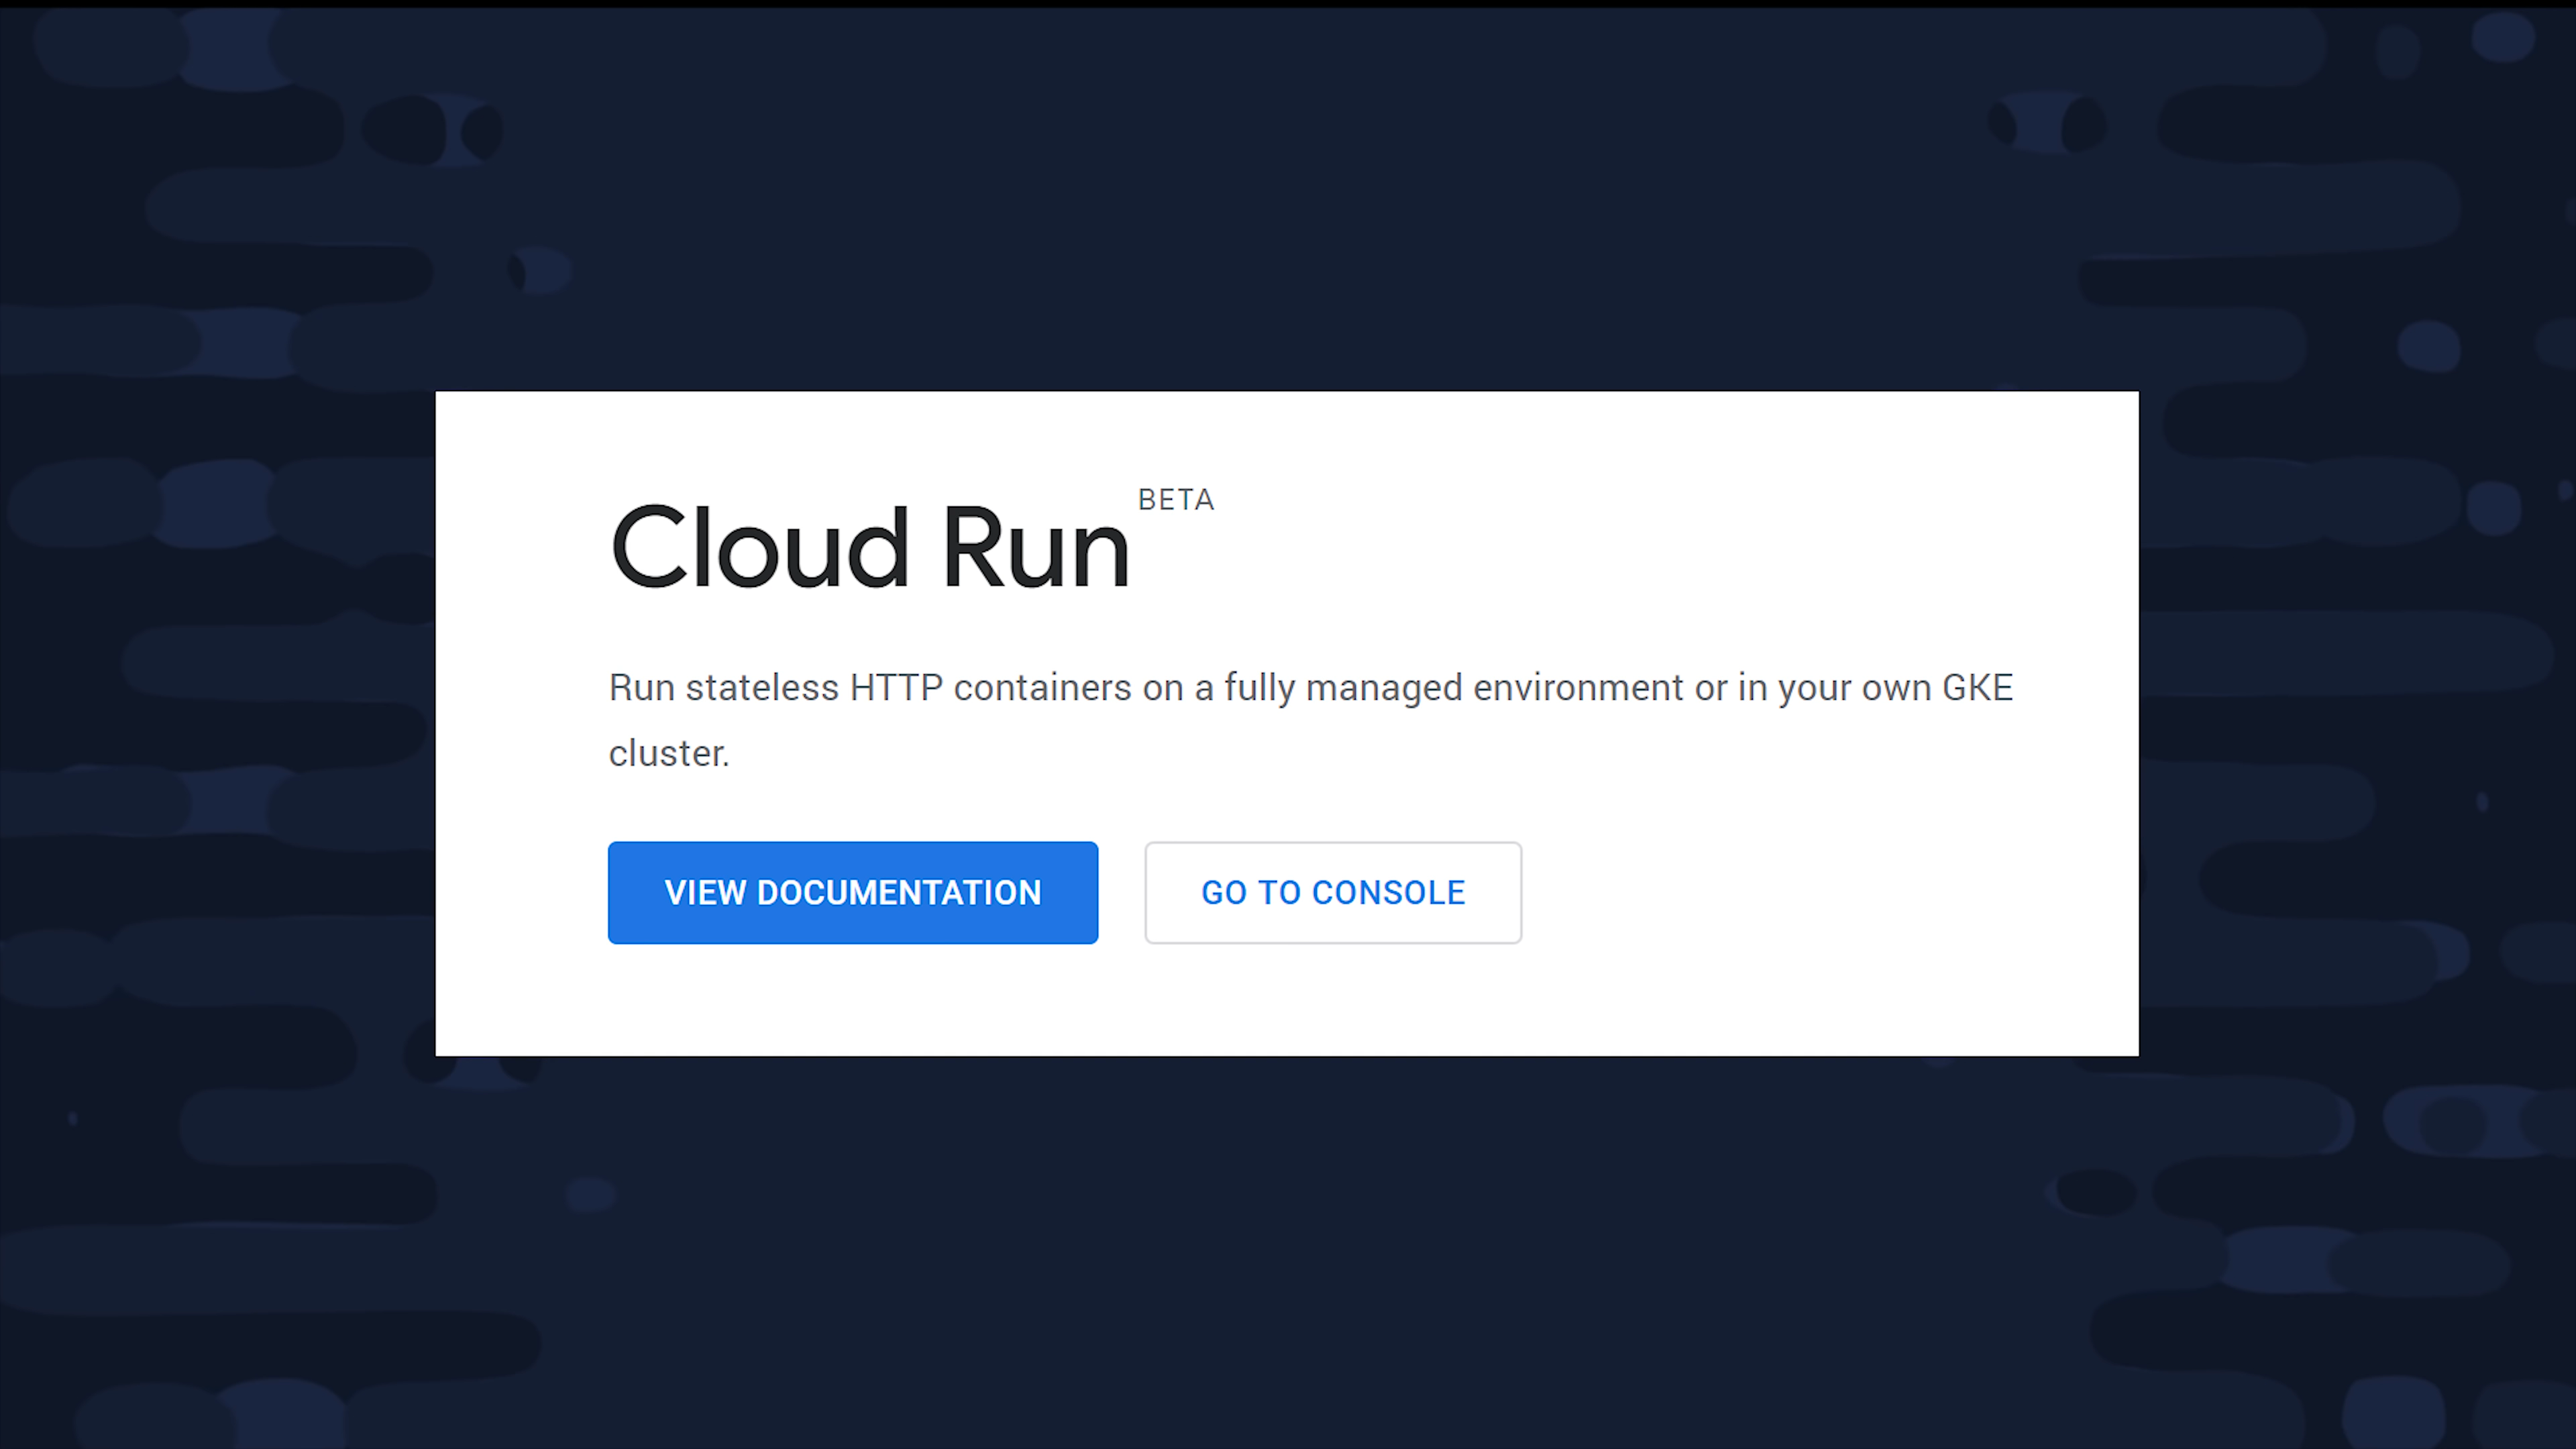 Cloud Run BETA
Run stateless HTTP containers on a fully managed environment or in your own GKE
cluster.
VIEW DOCUMENTATION GO TO CONSOLE